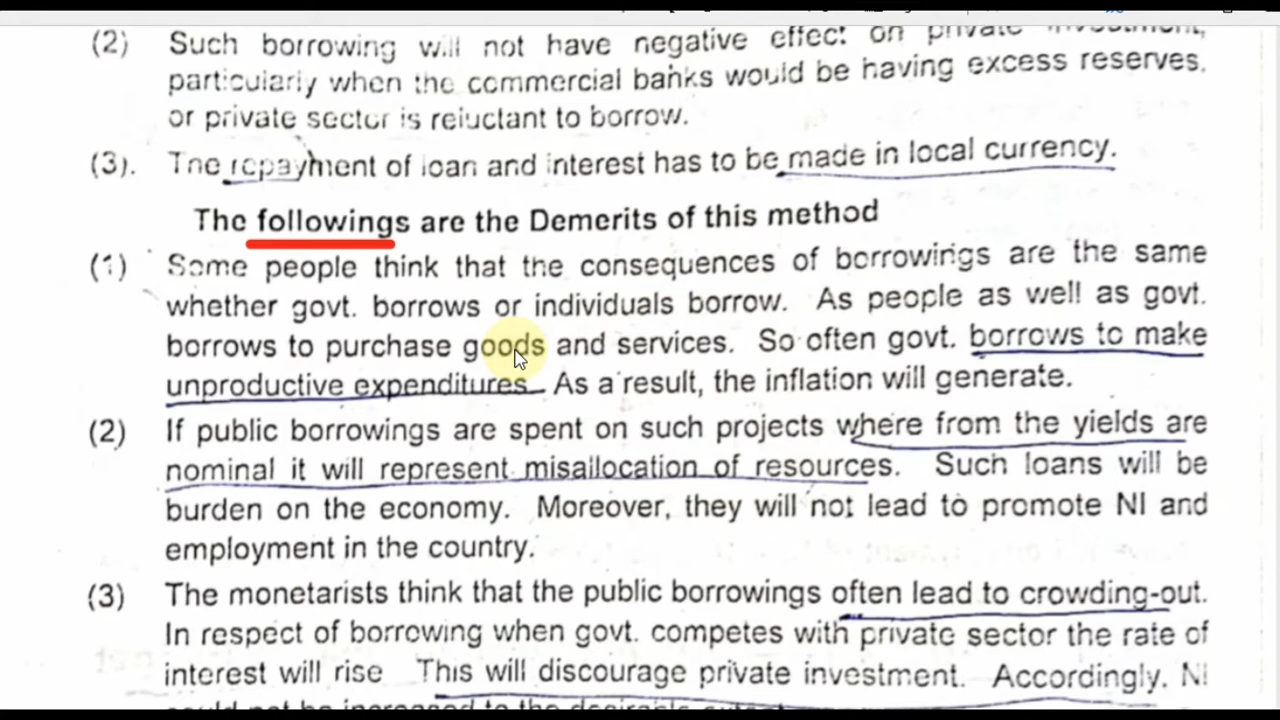 (2) Such borrowing will not have negative effect on private investment,
particularly when the commercial banks would be having excess reserves,
or private sector is reluctant to borrow.
(3). The repayment of loan and interest has to be made in local currency.
The followings are the Demerits of this method
(1) Some people think that the consequences of borrowings are the same
whether govt. borrows or individuals borrow. As people as well as govt.
borrows to purchase goods and services. So often govt. borrows to make
unproductive expenditures. As a result, the inflation will generate.
(2) If public borrowings are spent on such projects where from the yields are
nominal it will represent misallocation of resources. Such loans will be
burden on the economy. Moreover, they will not lead to promote NI and
employment in the country.
(3) The monetarists think that the public borrowings often lead to crowding-out.
In respect of borrowing when govt. competes with private sector the rate of
interest will rise This will discourage private investment. Accordingly, NI
could not be increased to the desirable extent